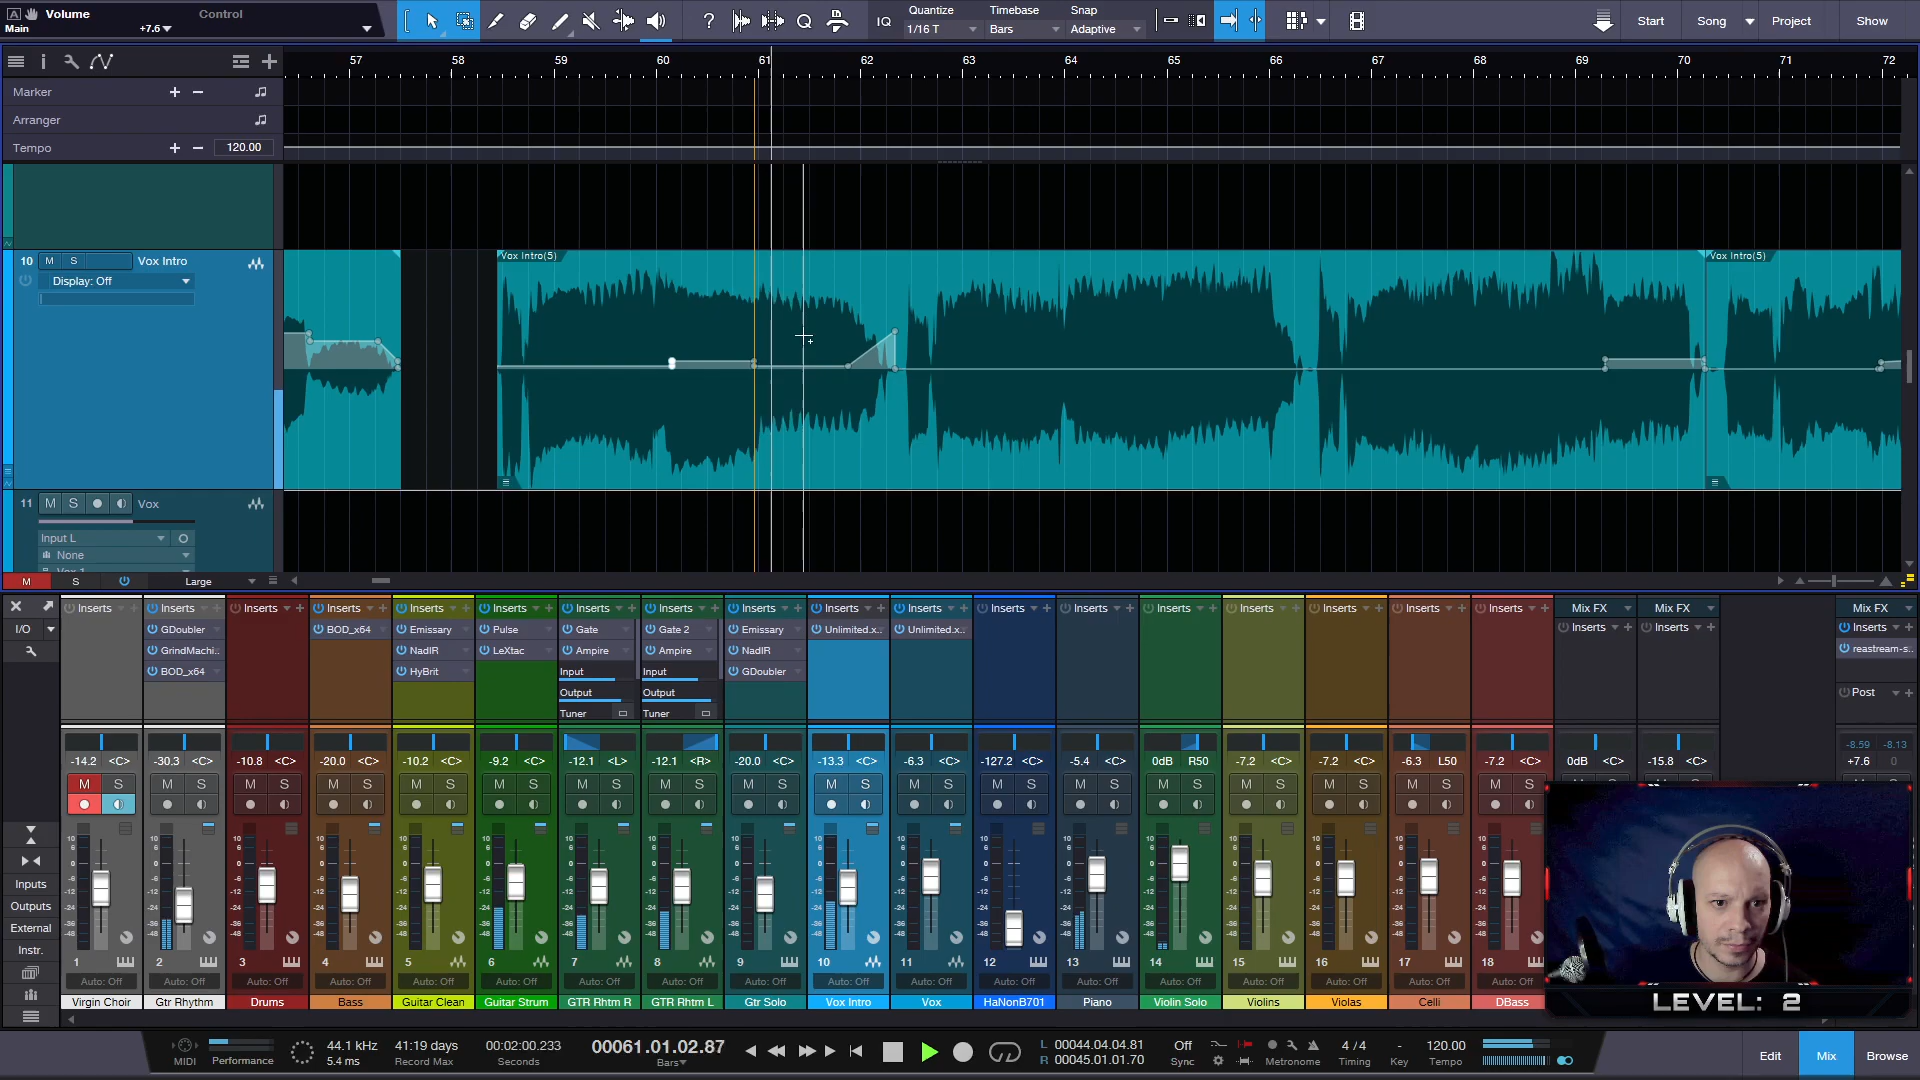 Volume
Control
Main
+7.6
IQ
Quantize
1/16 T
Timebase
Bars
Snap
Adaptive
Start
Song
Project
Show
57 58 59 60 61 62 63 64 65 66 67 68 69 70 71 72
Marker
Arranger
Tempo
120.00
10 M S Vox Intro
Display: Off
Vox Intro(5)
Vox Intro(5)
11 M S Vox
Input L
None
M S Large
Inserts Inserts Inserts Inserts Inserts Inserts Inserts Inserts Inserts Inserts Inserts Inserts Inserts Inserts Inserts Inserts Inserts Inserts Mix FX Mix FX Mix FX
I/O
GDoubler BOD_x64 Emissary Pulse Gate Gate 2 Emissary Unlimited.x.. Unlimited.x.. Inserts Inserts Inserts
GrindMachi.. NadIR LeXtac Ampire Ampire NadIR reastream-s..
BOD_x64 HyBrit Input Input GDoubler
Output Output Post
Tuner Tuner
-8.59 -8.13
-14.2 <C> -30.3 <C> -10.8 <C> -20.0 <C> -10.2 <C> -9.2 <C> -12.1 <L> -12.1 <R> -20.0 <C> -13.3 <C> -6.3 <C> -127.2 <C> -5.4 <C> 0dB R50 -7.2 <C> -7.2 <C> -6.3 L50 -7.2 <C> 0dB <C> -15.8 <C> +7.6 0
M S M S M S M S M S M S M S M S M S M S M S M S M S M S M S M S M S M S
Inputs
Outputs
External
Instr.
1 2 3 4 5 6 7 8 9 10 11 12 13 14 15 16 17 18
Auto: Off Auto: Off Auto: Off Auto: Off Auto: Off Auto: Off Auto: Off Auto: Off Auto: Off Auto: Off Auto: Off Auto: Off Auto: Off Auto: Off Auto: Off Auto: Off Auto: Off Auto: Off
Virgin Choir Gtr Rhythm Drums Bass Guitar Clean Guitar Strum GTR Rhtm R GTR Rhtm L Gtr Solo Vox Intro Vox HaNonB701 Piano Violin Solo Violins Violas Celli DBass
LEVEL: 2
MIDI
Performance
44.1 kHz
5.4 ms
41:19 days
Record Max
00:02:00.233
Seconds
00061.01.02.87
Bars
L 00044.04.04.81
R 00045.01.01.70
Off
Sync
Metronome
4 / 4
Timing
-
Key
120.00
Tempo
Edit
Mix
Browse